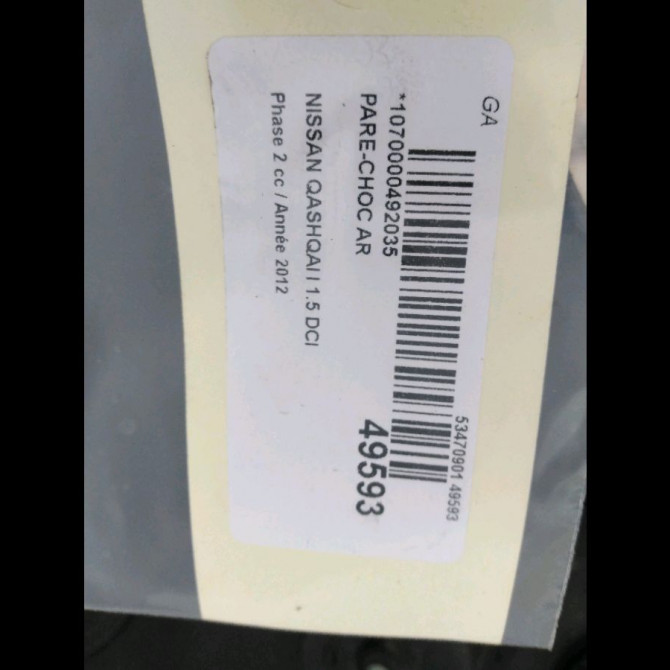 GA
53470901 49593
*1070000492035
PARE-CHOC AR
49593
NISSAN QASHQAI I 1.5 DCI
Phase 2 cc / Année 2012